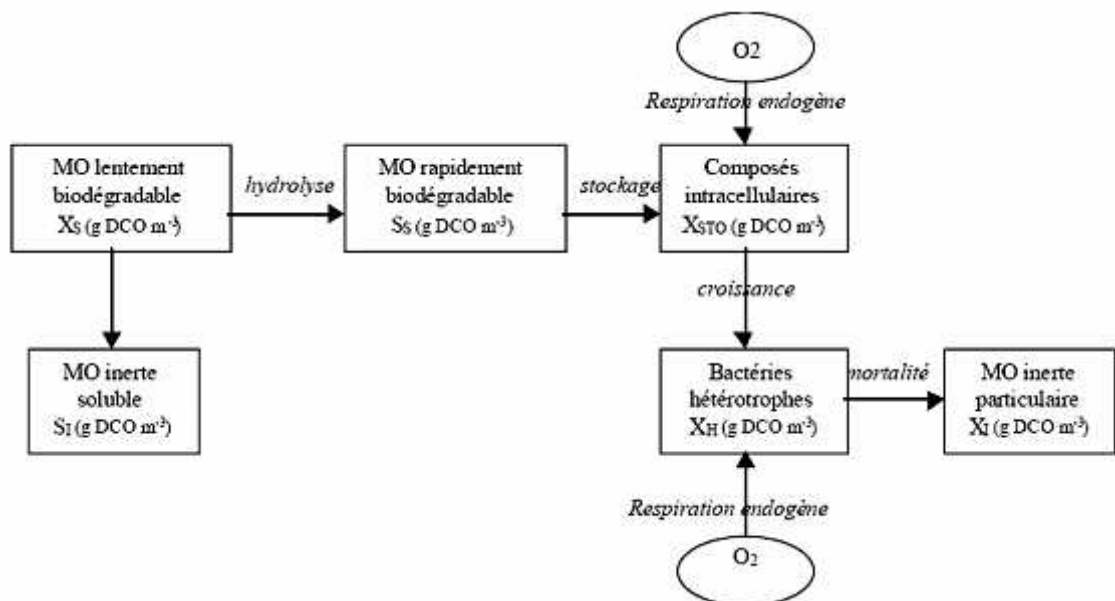 O2
Respiration endogène
MO lentement
biodégradable
XS (g DCO m-3)
hydrolyse
MO rapidement
biodégradable
SS (g DCO m-3)
stockage
Composés
intracellulaires
XSTO (g DCO m-3)
croissance
MO inerte
soluble
SI (g DCO m-3)
Bactéries
hétérotrophes
XH (g DCO m-3)
mortalité
MO inerte
particulaire
XI (g DCO m-3)
Respiration endogène
O2